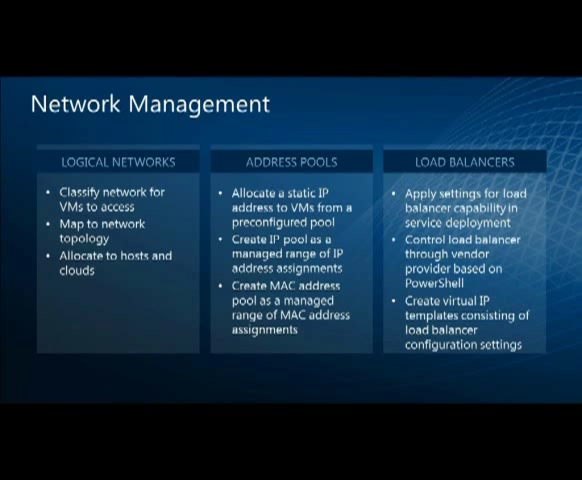 Network Management
LOGICAL NETWORKS
• Classify network for
VMs to access
• Map to network
topology
• Allocate to hosts and
clouds
ADDRESS POOLS
• Allocate a static IP
address to VMs from a
preconfigured pool
• Create IP pool as a
managed range of IP
address assignments
• Create MAC address
pool as a managed
range of MAC address
assignments
LOAD BALANCERS
• Apply settings for load
balancer capability in
service deployment
• Control load balancer
through vendor
provider based on
PowerShell
• Create virtual IP
templates consisting of
load balancer
configuration settings